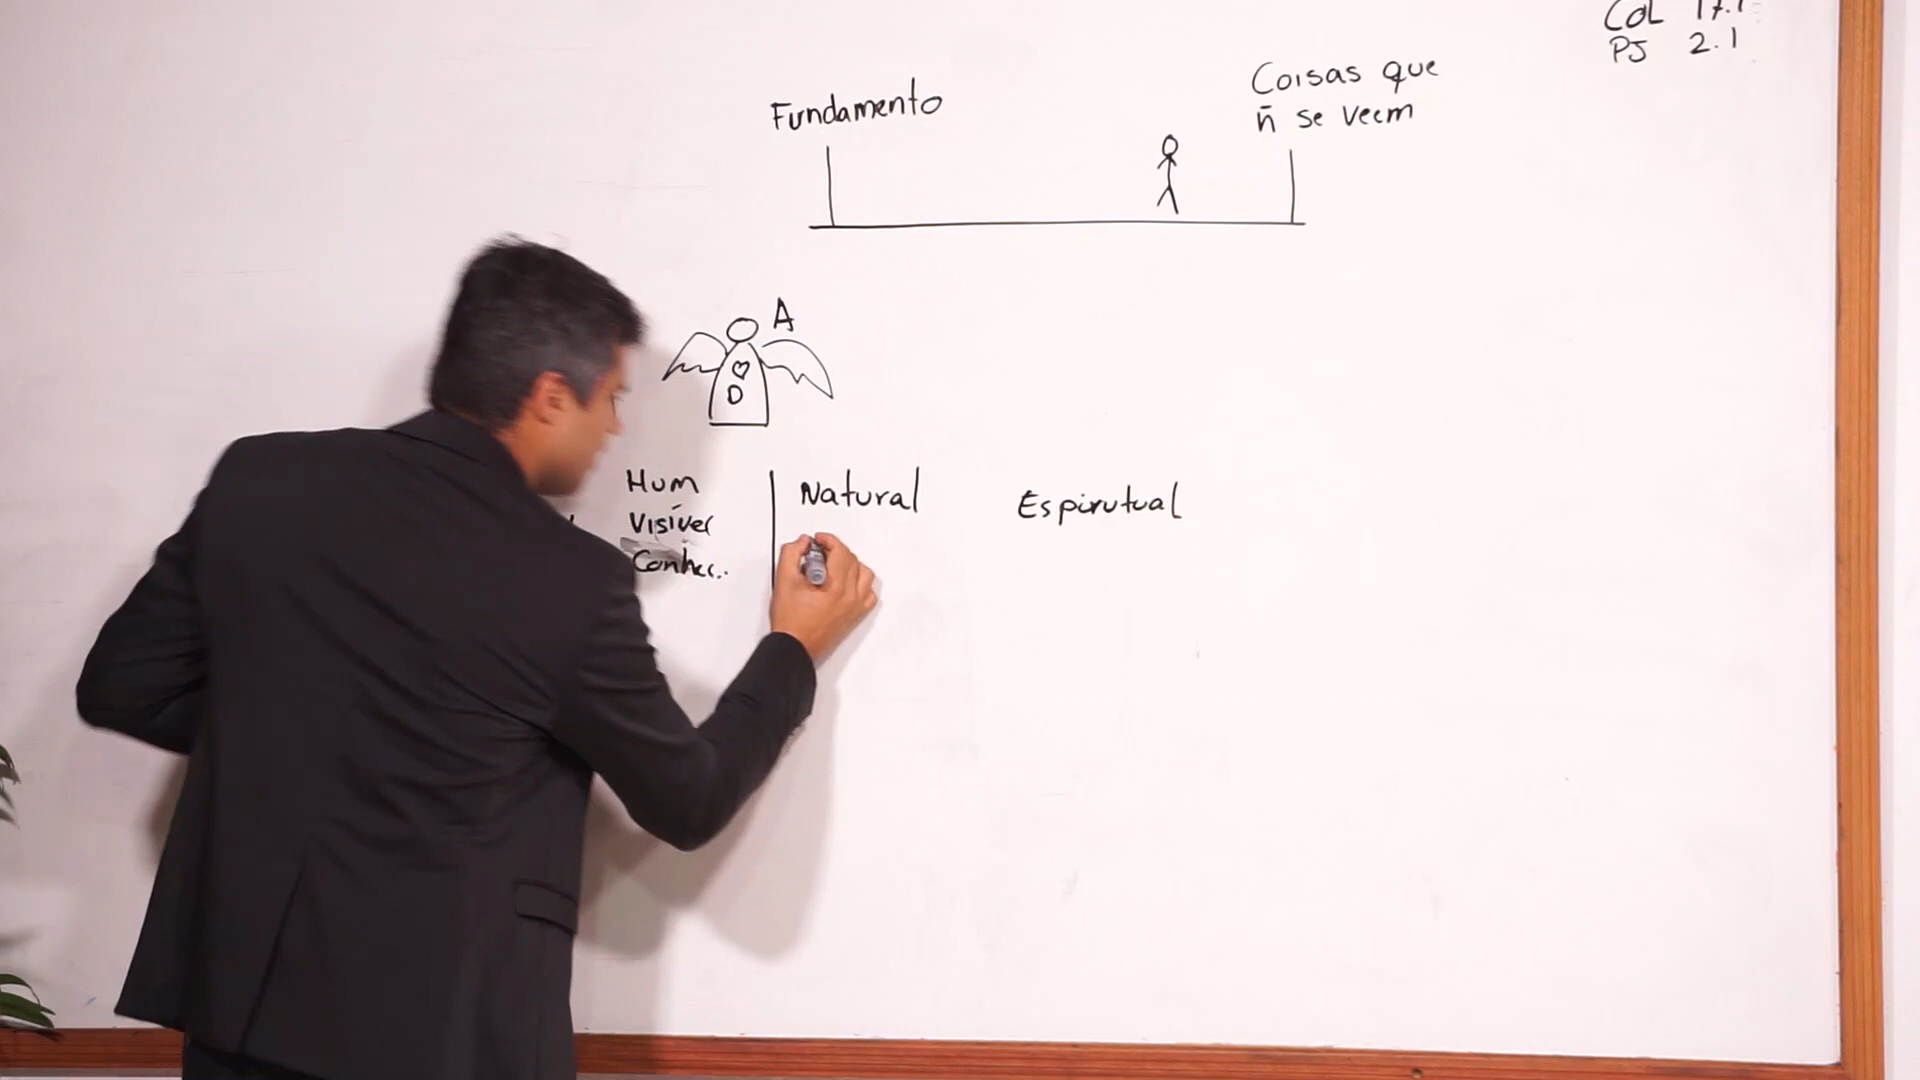 CoL 17.1
PJ 2.1
Fundamento
Coisas que
ñ se veem
A
D
Hum
Visível
Conhec..
Natural
Espirutual